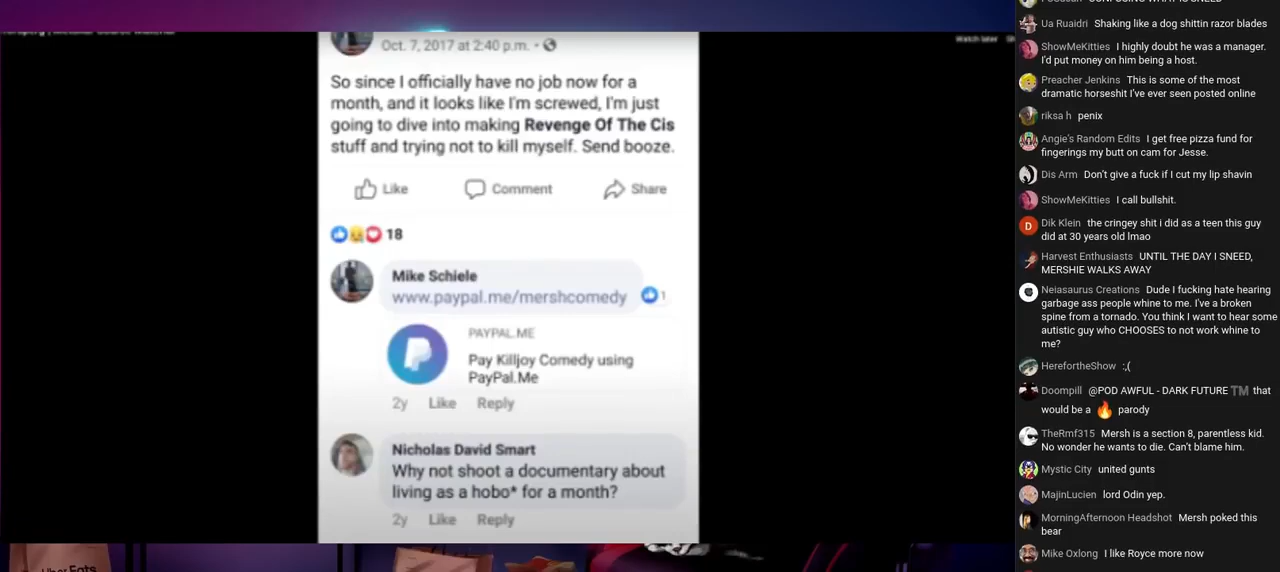 Watch later
Oct. 7, 2017 at 2:40 p.m. ·
So since I officially have no job now for a
month, and it looks like I'm screwed, I'm just
going to dive into making Revenge Of The Cis
stuff and trying not to kill myself. Send booze.
Like Comment Share
18
Mike Schiele
www.paypal.me/mershcomedy 1
PAYPAL.ME
Pay Killjoy Comedy using
PayPal.Me
2y Like Reply
Nicholas David Smart
Why not shoot a documentary about
living as a hobo* for a month?
2y Like Reply
Uber Eats
Ua Ruaidri Shaking like a dog shittin razor blades
ShowMeKitties I highly doubt he was a manager.
I'd put money on him being a host.
Preacher Jenkins This is some of the most
dramatic horseshit I've ever seen posted online
riksa h penix
Angie's Random Edits I get free pizza fund for
fingerings my butt on cam for Jesse.
Dis Arm Don't give a fuck if I cut my lip shavin
ShowMeKitties I call bullshit.
D
Dik Klein the cringey shit i did as a teen this guy
did at 30 years old lmao
Harvest Enthusiasts UNTIL THE DAY I SNEED,
MERSHIE WALKS AWAY
Neiasaurus Creations Dude I fucking hate hearing
garbage ass people whine to me. I've a broken
spine from a tornado. You think I want to hear some
autistic guy who CHOOSES to not work whine to
me?
HerefortheShow :,(
Doompill @POD AWFUL - DARK FUTURE ™️ that
would be a 🔥 parody
TheRmf315 Mersh is a section 8, parentless kid.
No wonder he wants to die. Can't blame him.
Mystic City united gunts
MajinLucien lord Odin yep.
MorningAfternoon Headshot Mersh poked this
bear
Mike Oxlong I like Royce more now